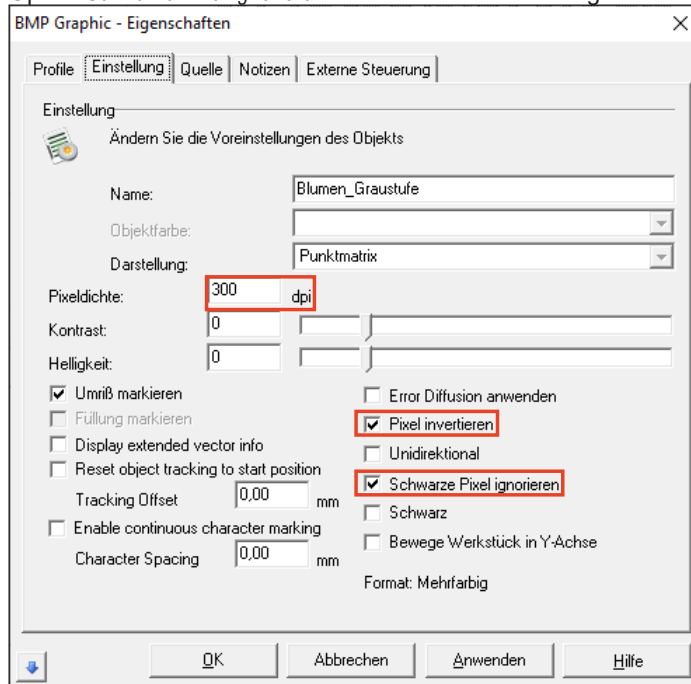 BMP Graphic - Eigenschaften
Profile Einstellung Quelle Notizen Externe Steuerung
Einstellung
Ändern Sie die Voreinstellungen des Objekts
Name: Blumen_Graustufe
Objektfarbe:
Darstellung: Punktmatrix
Pixeldichte: 300 dpi
Kontrast: 0
Helligkeit: 0
Umriß markieren
Error Diffusion anwenden
Füllung markieren
Pixel invertieren
Display extended vector info
Unidirektional
Reset object tracking to start position
Schwarze Pixel ignorieren
Tracking Offset 0,00 mm
Schwarz
Enable continuous character marking
Bewege Werkstück in Y-Achse
Character Spacing 0,00 mm
Format: Mehrfarbig
OK Abbrechen Anwenden Hilfe